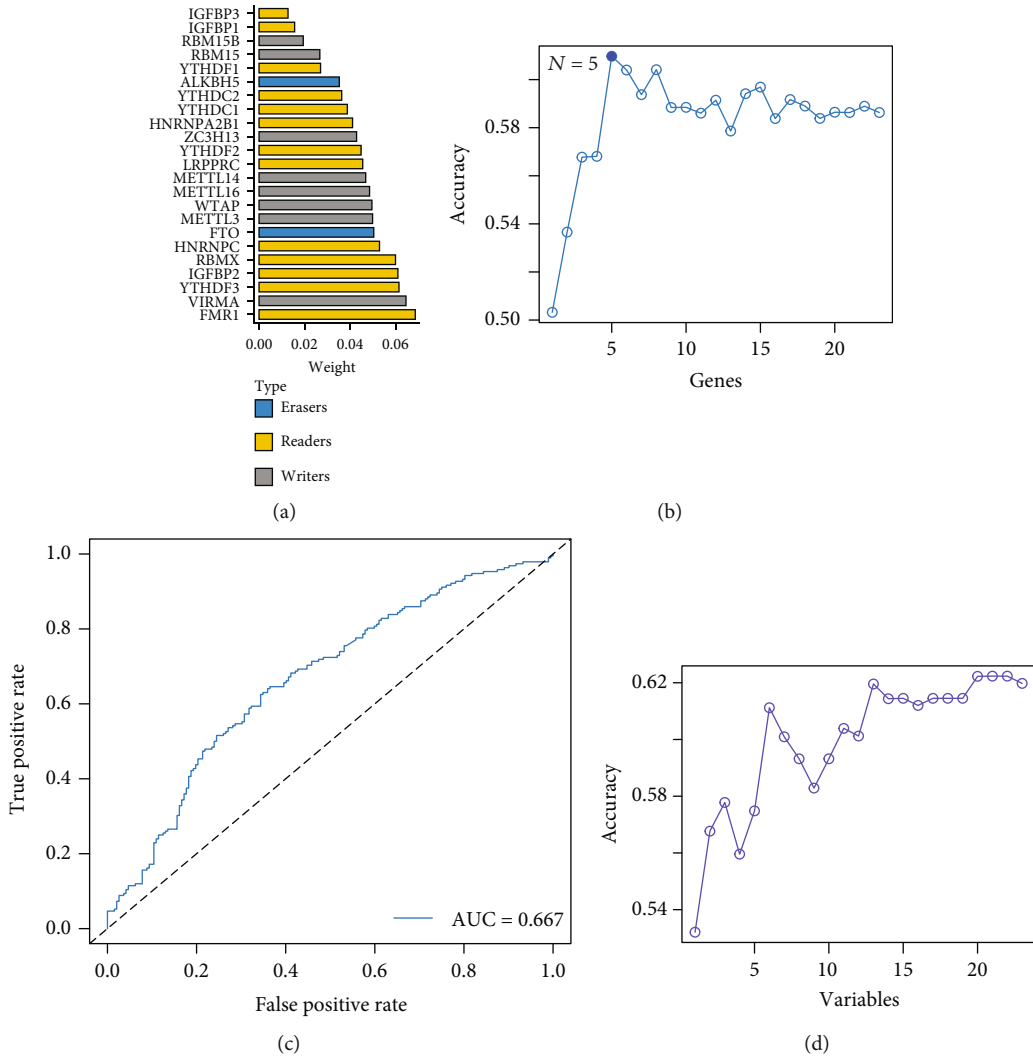 IGFBP3
IGFBP1
RBM15B
RBM15
YTHDF1
ALKBH5
YTHDC2
YTHDC1
HNRNPA2B1
ZC3H13
YTHDF2
LRPPRC
METTL14
METTL16
WTAP
METTL3
FTO
HNRNPC
RBMX
IGFBP2
YTHDF3
VIRMA
FMR1
0.00 0.02 0.04 0.06
Weight
Type
Erasers
Readers
Writers
(a)
N = 5
0.58
0.54
0.50
Accuracy
5 10 15 20
Genes
(b)
1.0
0.8
0.6
0.4
0.2
0.0
True positive rate
AUC = 0.667
0.0 0.2 0.4 0.6 0.8 1.0
False positive rate
(c)
0.62
0.58
0.54
Accuracy
5 10 15 20
Variables
(d)